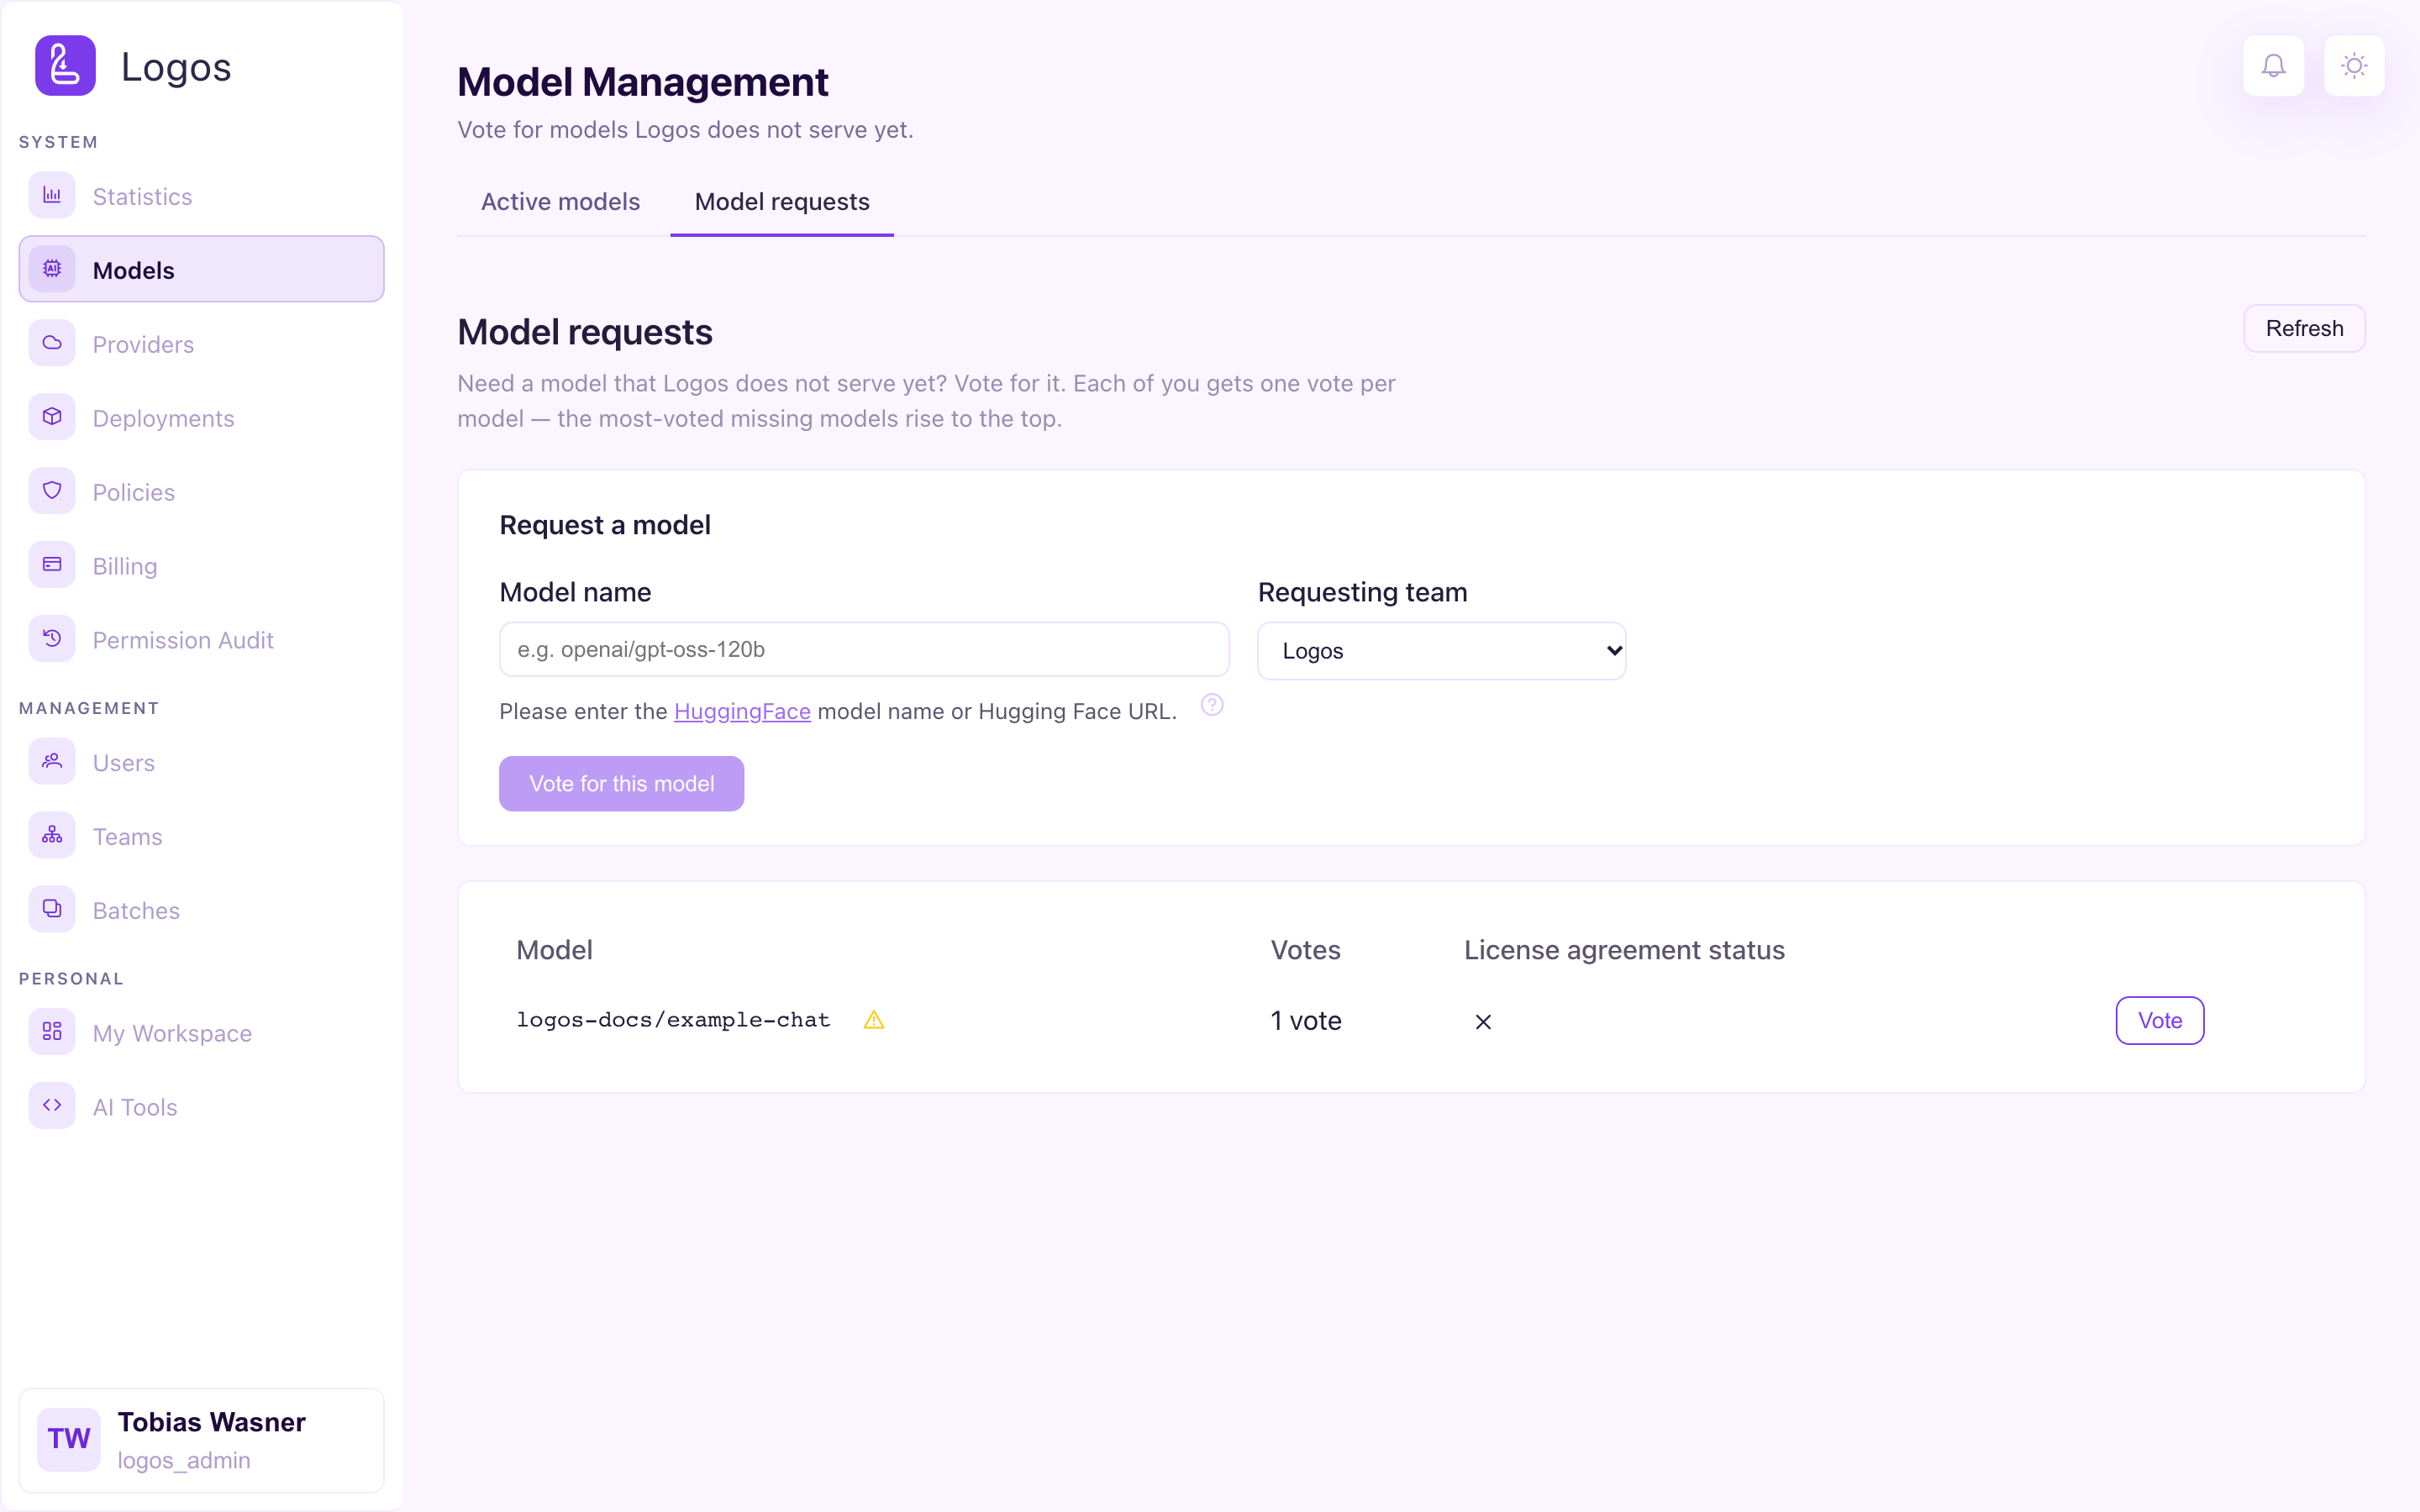 Logos
SYSTEM
Statistics
Models
Providers
Deployments
Policies
Billing
Permission Audit
MANAGEMENT
Users
Teams
Batches
PERSONAL
My Workspace
AI Tools
TW
Tobias Wasner
logos_admin
Model Management
Vote for models Logos does not serve yet.
Active models
Model requests
Model requests
Refresh
Need a model that Logos does not serve yet? Vote for it. Each of you gets one vote per
model — the most-voted missing models rise to the top.
Request a model
Model name
Requesting team
e.g. openai/gpt-oss-120b
Logos
Please enter the HuggingFace model name or Hugging Face URL.
Vote for this model
Model Votes License agreement status
logos-docs/example-chat 1 vote Vote